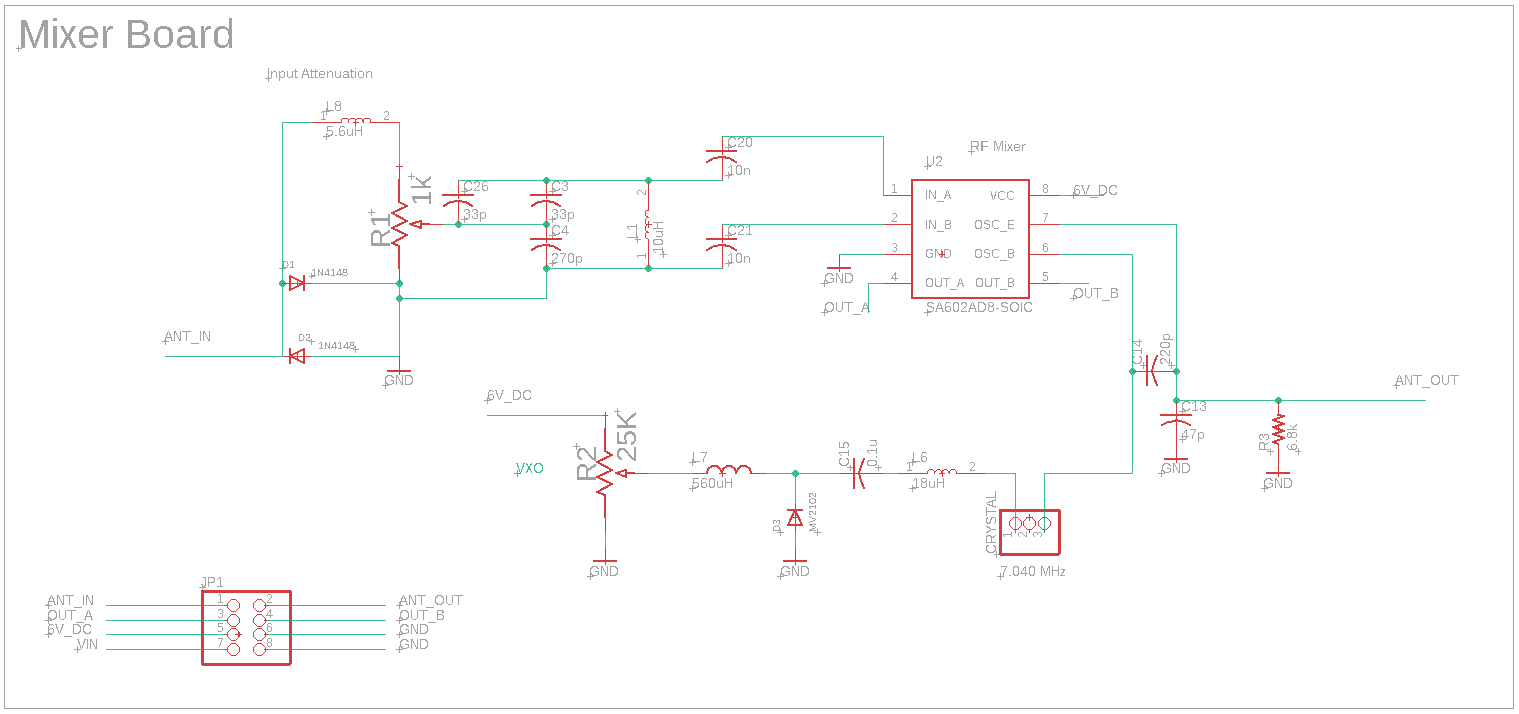 Mixer Board
Input Attenuation
L8
1
2
5.6uH
R1
1k
C26
33p
C3
33p
C4
270p
2
L1
10uH
1
C20
10n
C21
10n
D1
1N4148
D2
1N4148
ANT_IN
GND
U2
RF Mixer
1
IN_A
VCC
8
6V_DC
2
IN_B
OSC_E
7
3
GND
OSC_B
6
GND
4
OUT_A
OUT_B
5
OUT_A
OUT_B
SA602AD8-SOIC
C14
220p
ANT_OUT
C13
47p
GND
R3
6.8k
GND
6V_DC
VXO
R2
25K
GND
L7
560uH
D3
MV2102
GND
C15
0.1u
L6
1
2
18uH
CRYSTAL
1
2
3
7.040 MHz
JP1
ANT_IN
1
2
ANT_OUT
OUT_A
3
4
OUT_B
6V_DC
5
6
GND
VIN
7
8
GND